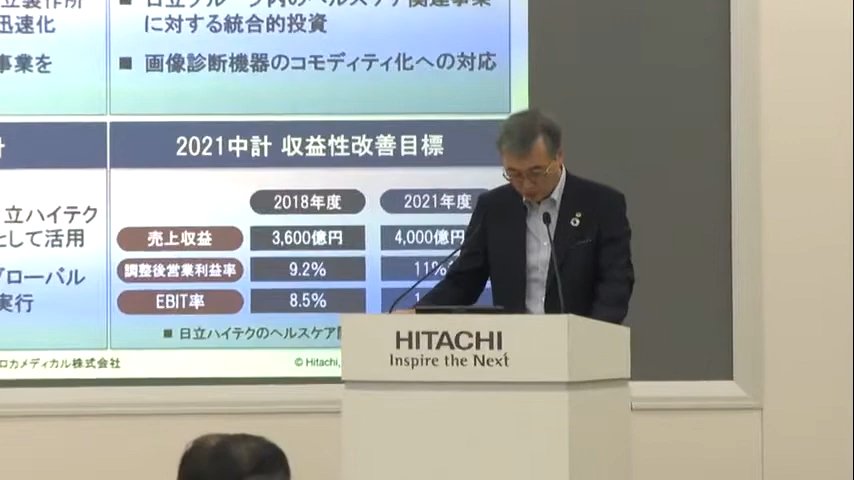 迅速化
事業を
に対する統合的投資
■ 画像診断機器のコモディティ化への対応
2021中計 収益性改善目標
立ハイテク
として活用
グローバル
実行
2018年度 2021年度
売上収益 3,600億円 4,000億円
調整後営業利益率 9.2% 11%
EBIT率 8.5%
■ 日立ハイテクのヘルスケア
ロカメディカル株式会社
© Hitachi,
HITACHI
Inspire the Next